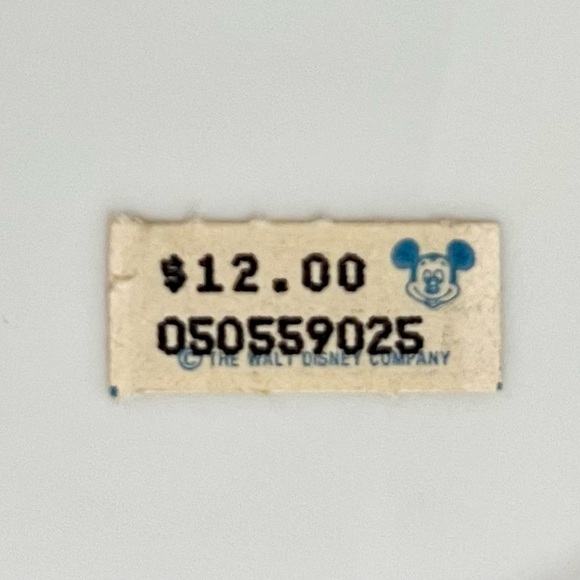 $12.00
050559025
© THE WALT DISNEY COMPANY